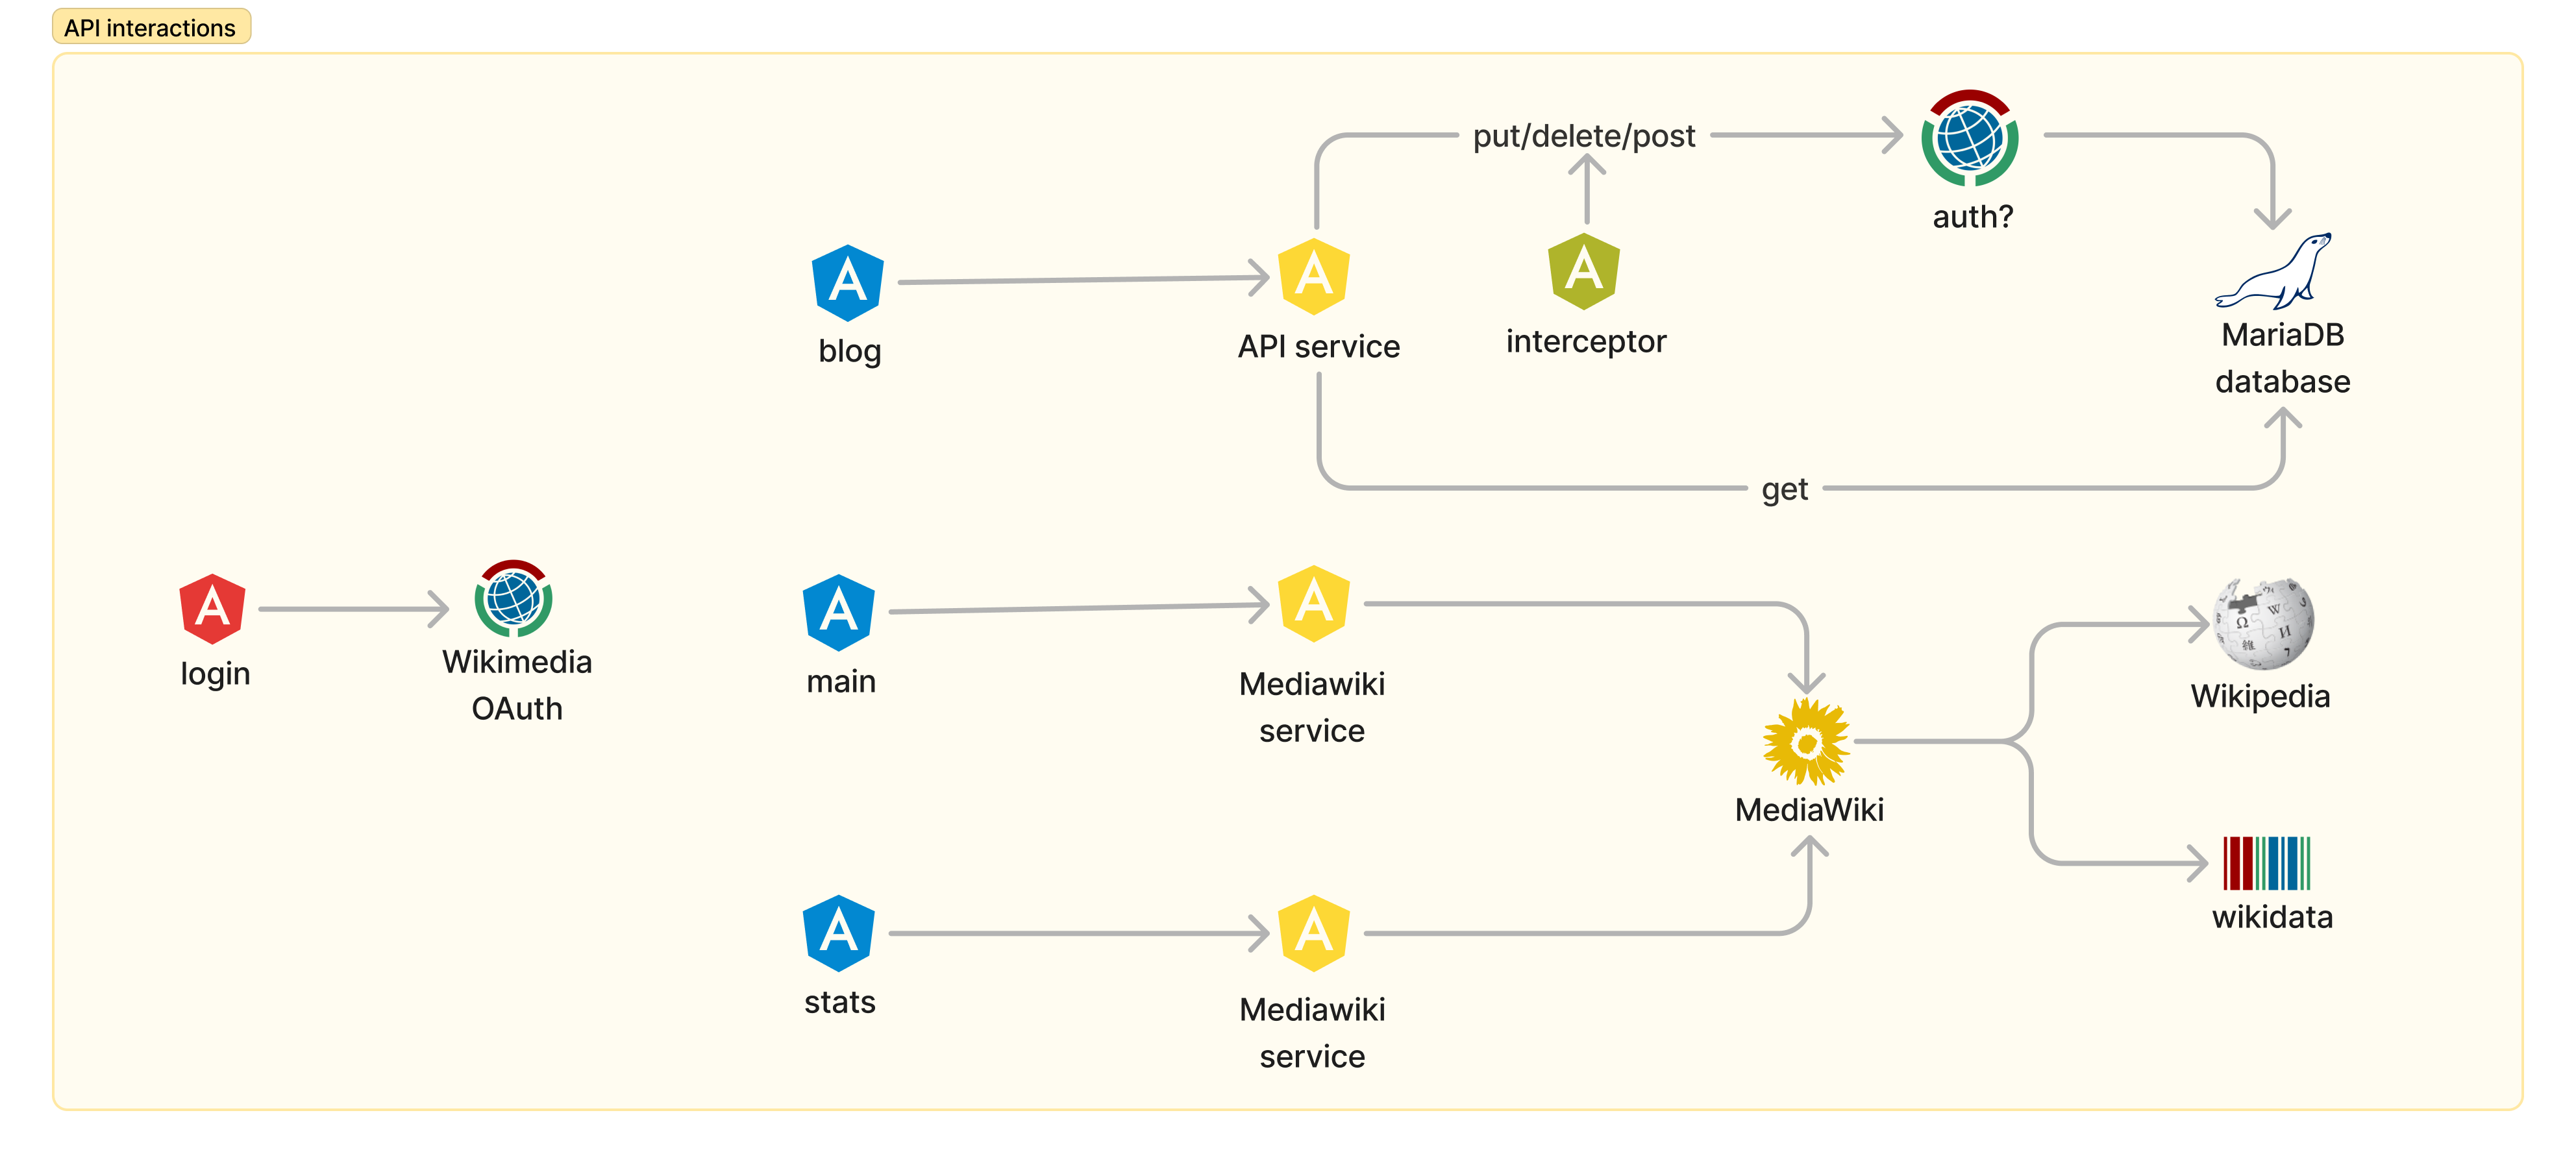 API interactions
put/delete/post
auth?
blog
API service
interceptor
MariaDB
database
get
login
Wikimedia
OAuth
main
Mediawiki
service
Wikipedia
MediaWiki
wikidata
stats
Mediawiki
service